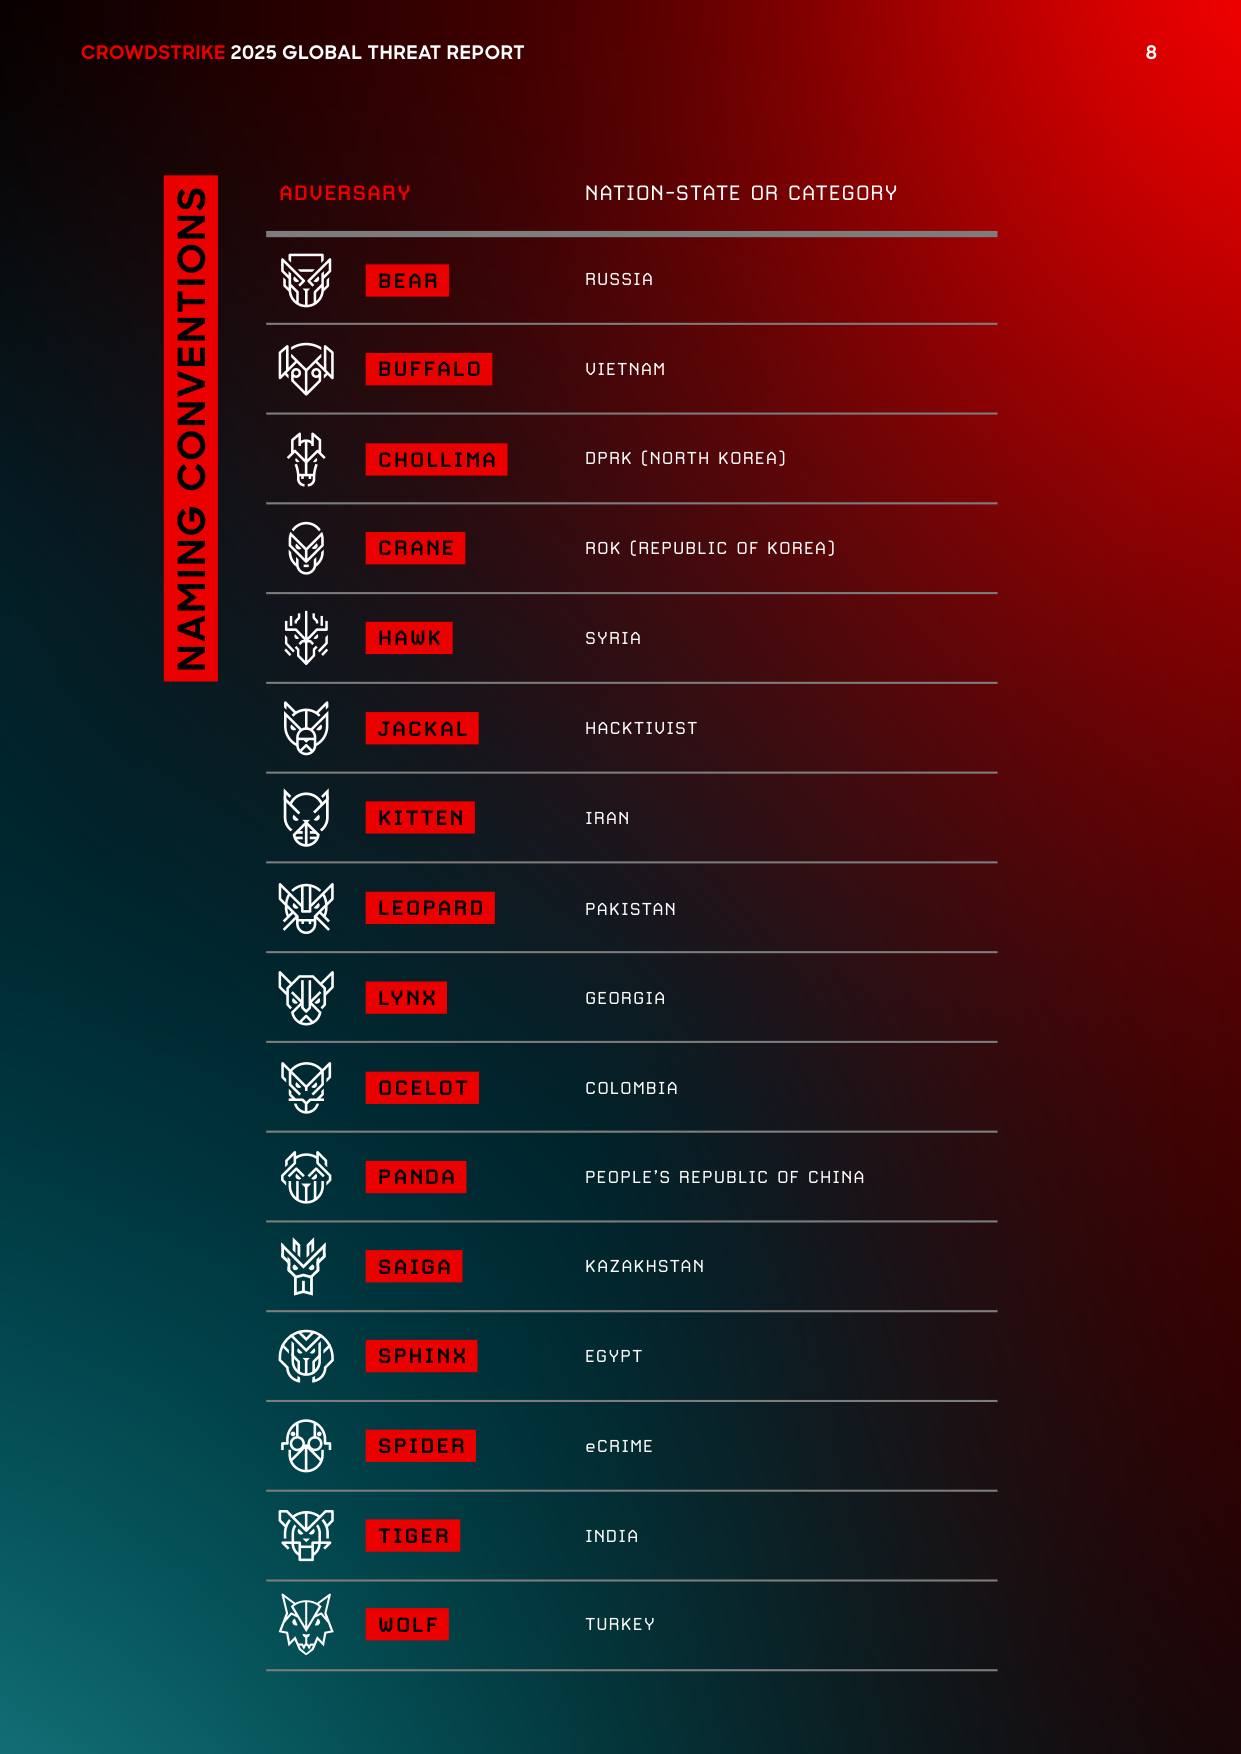 CROWDSTRIKE 2025 GLOBAL THREAT REPORT 8
NAMING CONVENTIONS
ADVERSARY NATION-STATE OR CATEGORY
BEAR RUSSIA
BUFFALO VIETNAM
CHOLLIMA DPRK (NORTH KOREA)
CRANE ROK (REPUBLIC OF KOREA)
HAWK SYRIA
JACKAL HACKTIVIST
KITTEN IRAN
LEOPARD PAKISTAN
LYNX GEORGIA
OCELOT COLOMBIA
PANDA PEOPLE’S REPUBLIC OF CHINA
SAIGA KAZAKHSTAN
SPHINX EGYPT
SPIDER eCRIME
TIGER INDIA
WOLF TURKEY